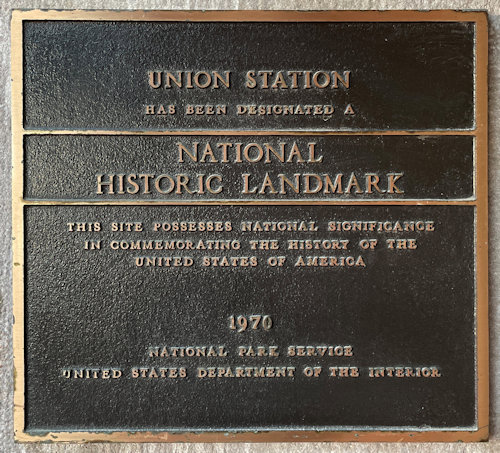 UNION STATION
HAS BEEN DESIGNATED A
NATIONAL
HISTORIC LANDMARK
THIS SITE POSSESSES NATIONAL SIGNIFICANCE
IN COMMEMORATING THE HISTORY OF THE
UNITED STATES OF AMERICA
1970
NATIONAL PARK SERVICE
UNITED STATES DEPARTMENT OF THE INTERIOR